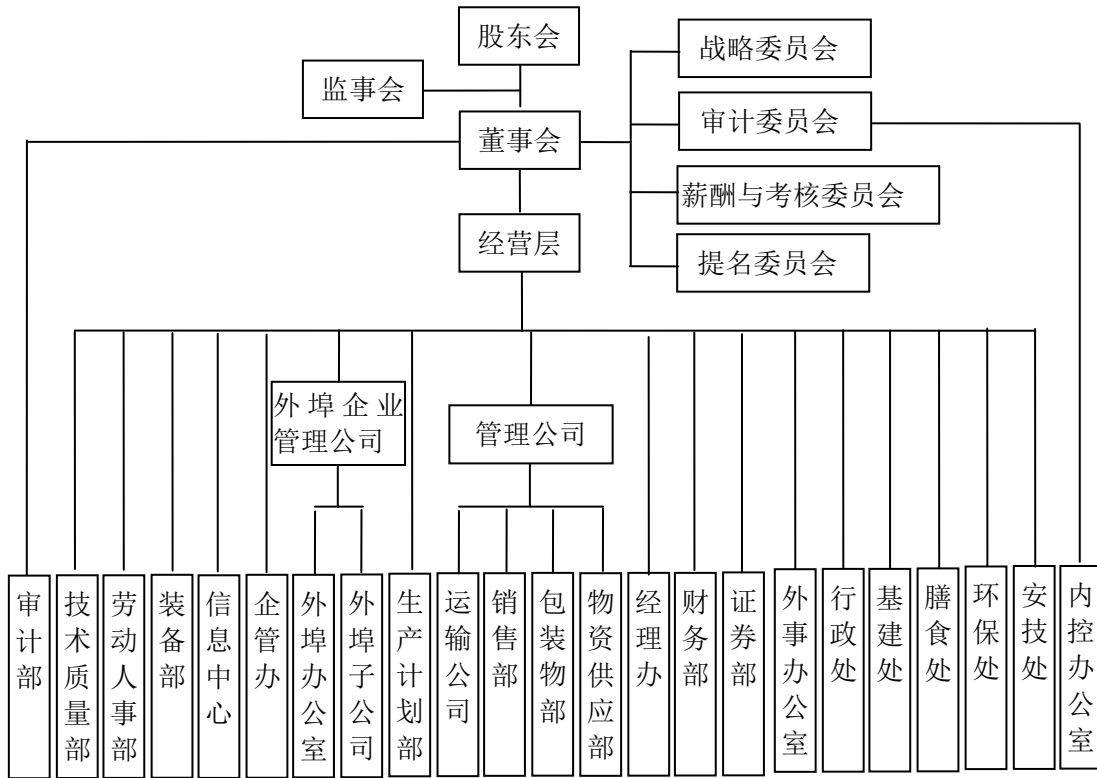 股东会
战略委员会
监事会
审计委员会
董事会
薪酬与考核委员会
经营层
提名委员会
外埠企业
管理公司
管理公司
审计部
技术质量部
劳动人事部
装备部
信息中心
企管办
外埠办公室
外埠子公司
生产计划部
运输公司
销售部
包装物部
物资供应部
经理办
财务部
证券部
外事办公室
行政处
基建处
膳食处
环保处
安技处
内控办公室